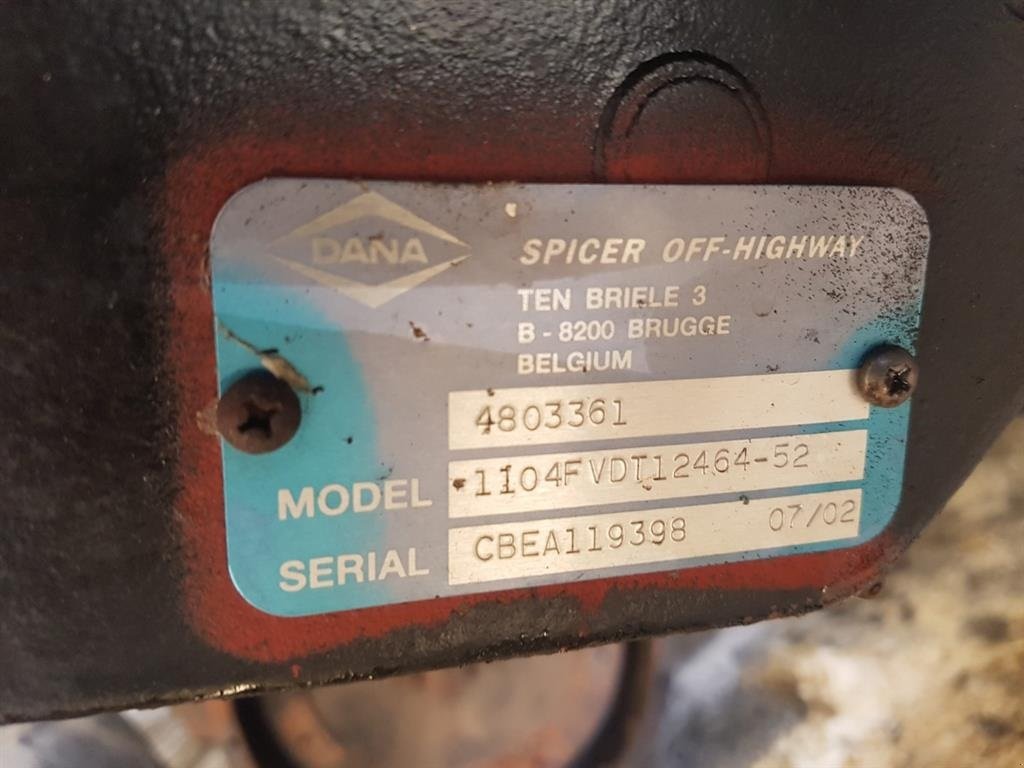 DANA
SPICER OFF-HIGHWAY
TEN BRIELE 3
B - 8200 BRUGGE
BELGIUM
4803361
MODEL 1104FVDT12464-52
SERIAL CBEA119398 07/02